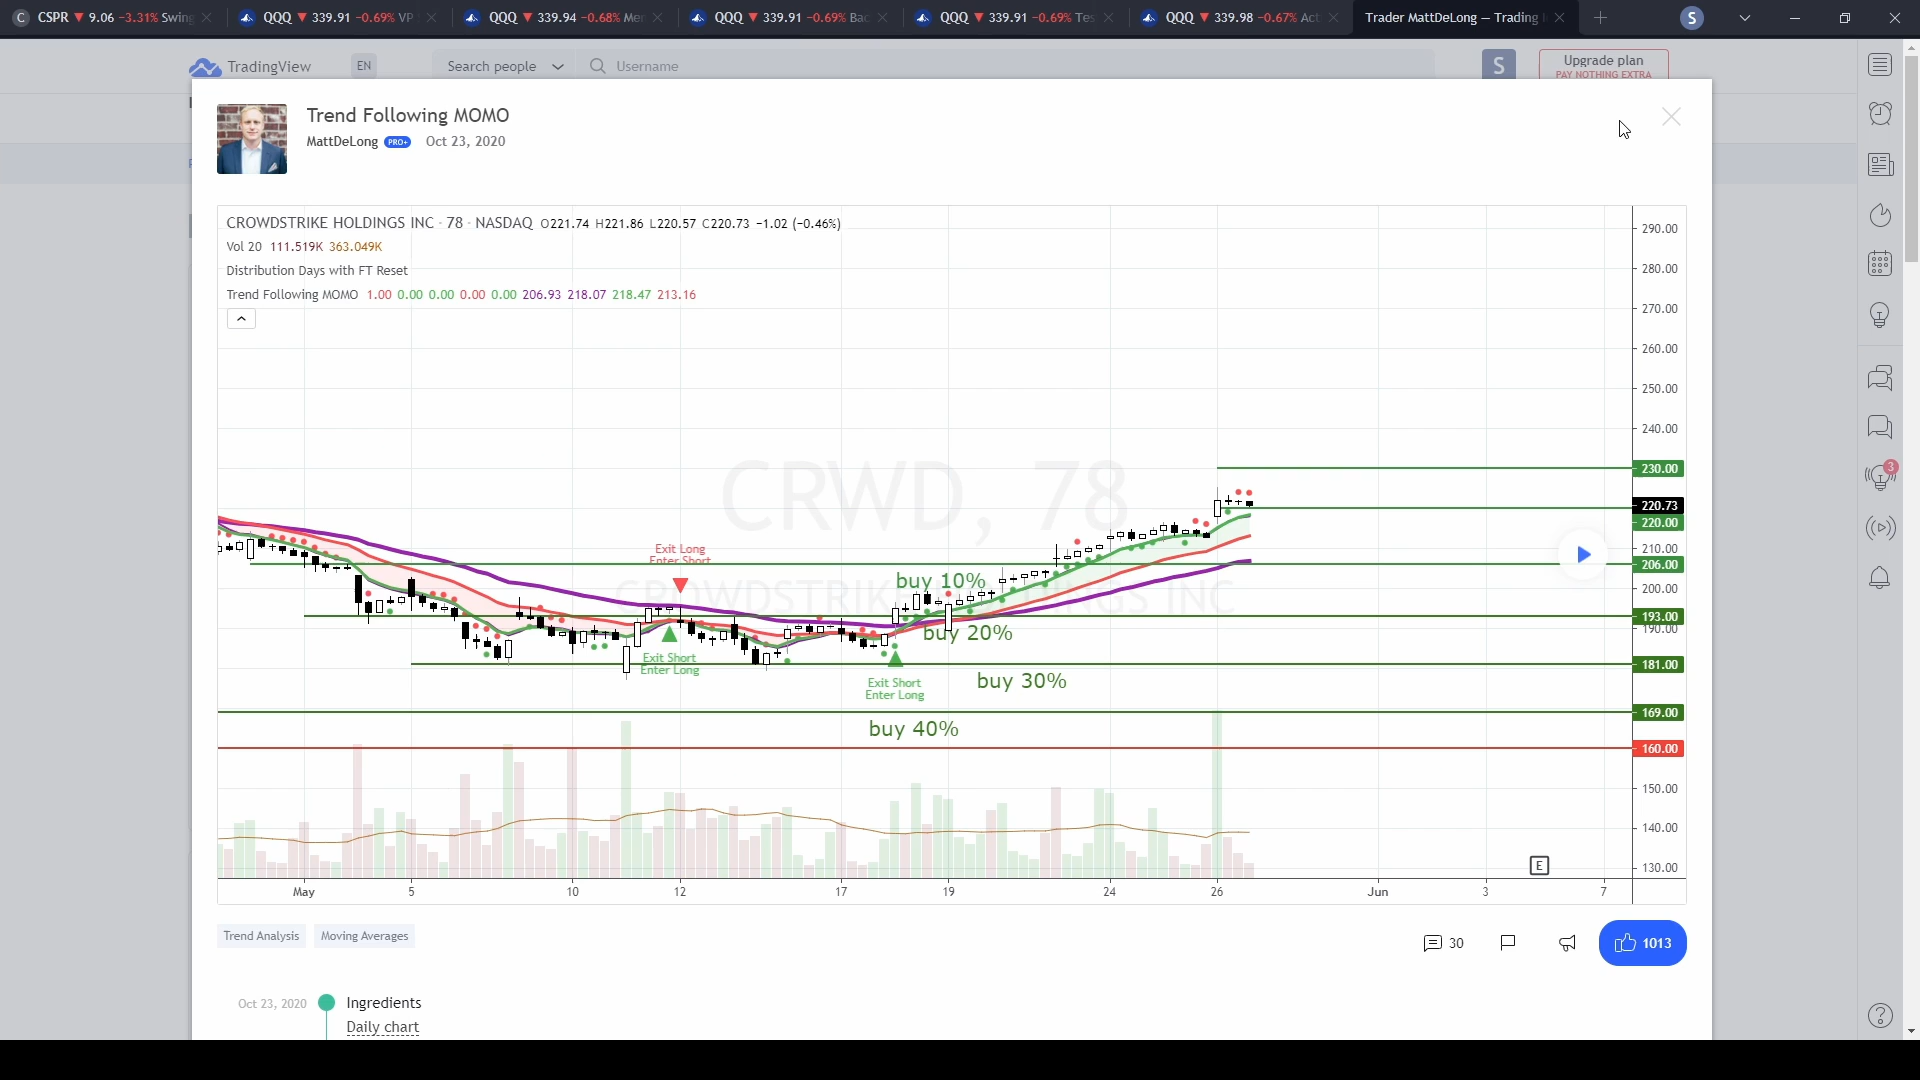 CSPR ▼ 9.06 −3.31% Swing
QQQ ▼ 339.91 −0.69% VP
QQQ ▼ 339.94 −0.68%
QQQ ▼ 339.91 −0.69%
QQQ ▼ 339.91 −0.69%
QQQ ▼ 339.98 −0.67%
Trader MattDeLong — Trading
S
TradingView
EN
Search people
Username
S
Upgrade plan
PAY NOTHING EXTRA
Trend Following MOMO
MattDeLong PRO+ Oct 23, 2020
CROWDSTRIKE HOLDINGS INC · 78 · NASDAQ O221.74 H221.86 L220.57 C220.73 −1.02 (−0.46%)
Vol 20 111.519K 363.049K
Distribution Days with FT Reset
Trend Following MOMO 1.00 0.00 0.00 0.00 0.00 206.93 218.07 218.47 213.16
290.00
280.00
270.00
260.00
250.00
240.00
230.00
220.73
220.00
210.00
206.00
200.00
193.00
190.00
181.00
169.00
160.00
150.00
140.00
130.00
CRWD, 78
CROWDSTRIKE HOLDINGS INC
Exit Long
Enter Short
buy 10%
buy 20%
Exit Short
Enter Long
buy 30%
Exit Short
Enter Long
buy 40%
E
May 5 10 12 17 19 24 26 Jun 3 7
Trend Analysis
Moving Averages
30
1013
Oct 23, 2020
Ingredients
Daily chart
3